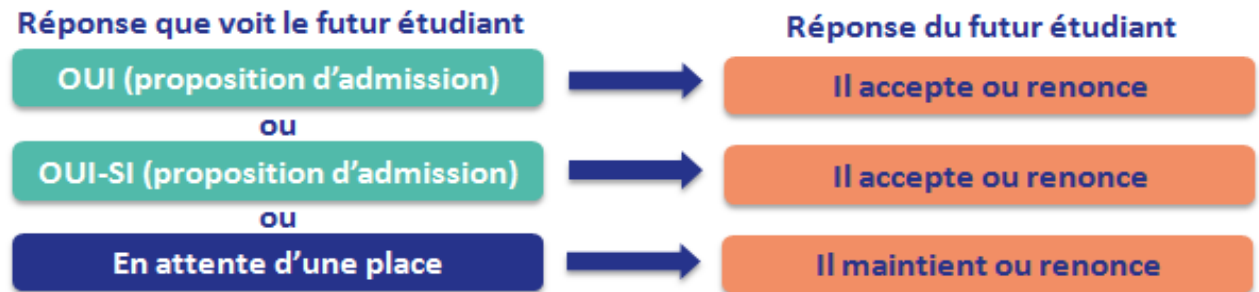 Réponse que voit le futur étudiant
Réponse du futur étudiant
OUI (proposition d'admission)
Il accepte ou renonce
ou
OUI-SI (proposition d'admission)
Il accepte ou renonce
ou
En attente d'une place
Il maintient ou renonce